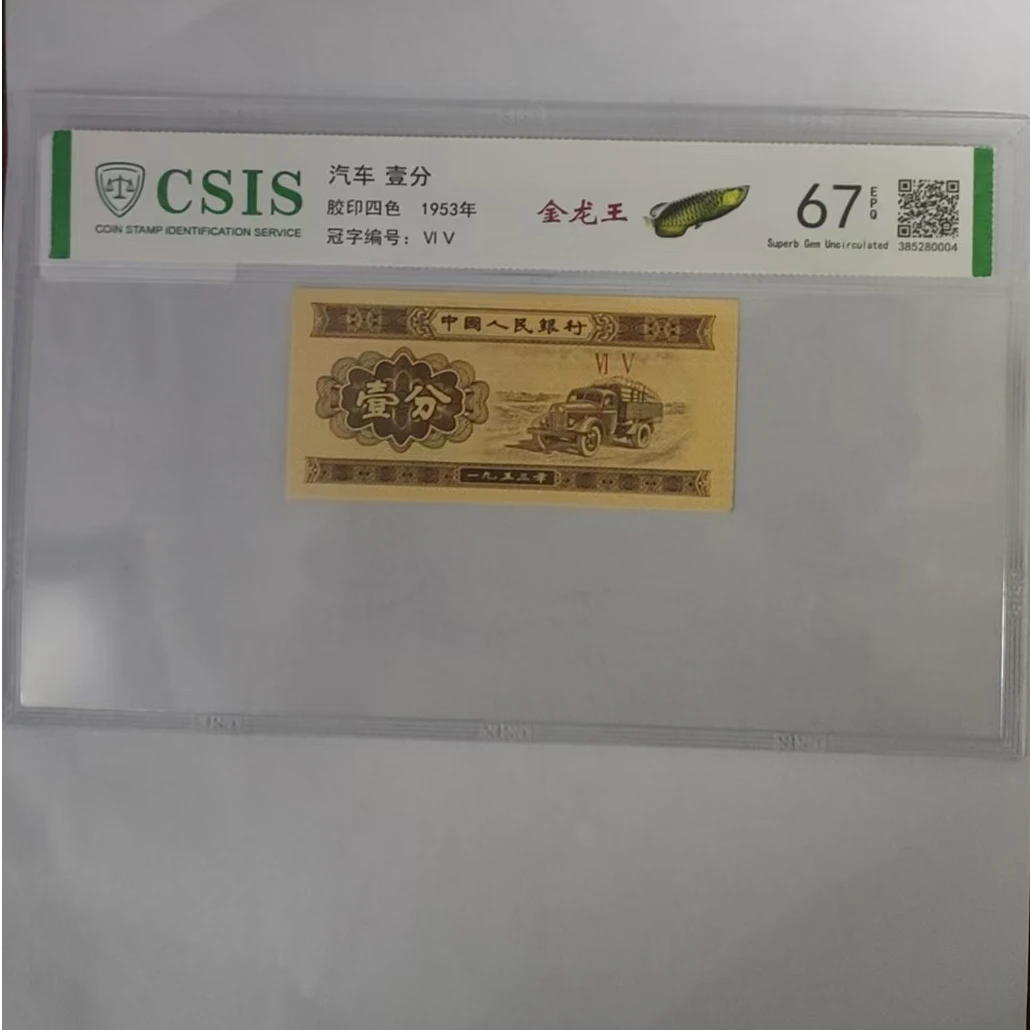 CSIS
COIN STAMP IDENTIFICATION SERVICE
汽车 壹分
胶印四色 1953年
冠字编号：VI V
金龙王
67
EPQ
Superb Gem Uncirculated
385280004
中國人民銀行
VI V
壹分
一九五三年
CSIS